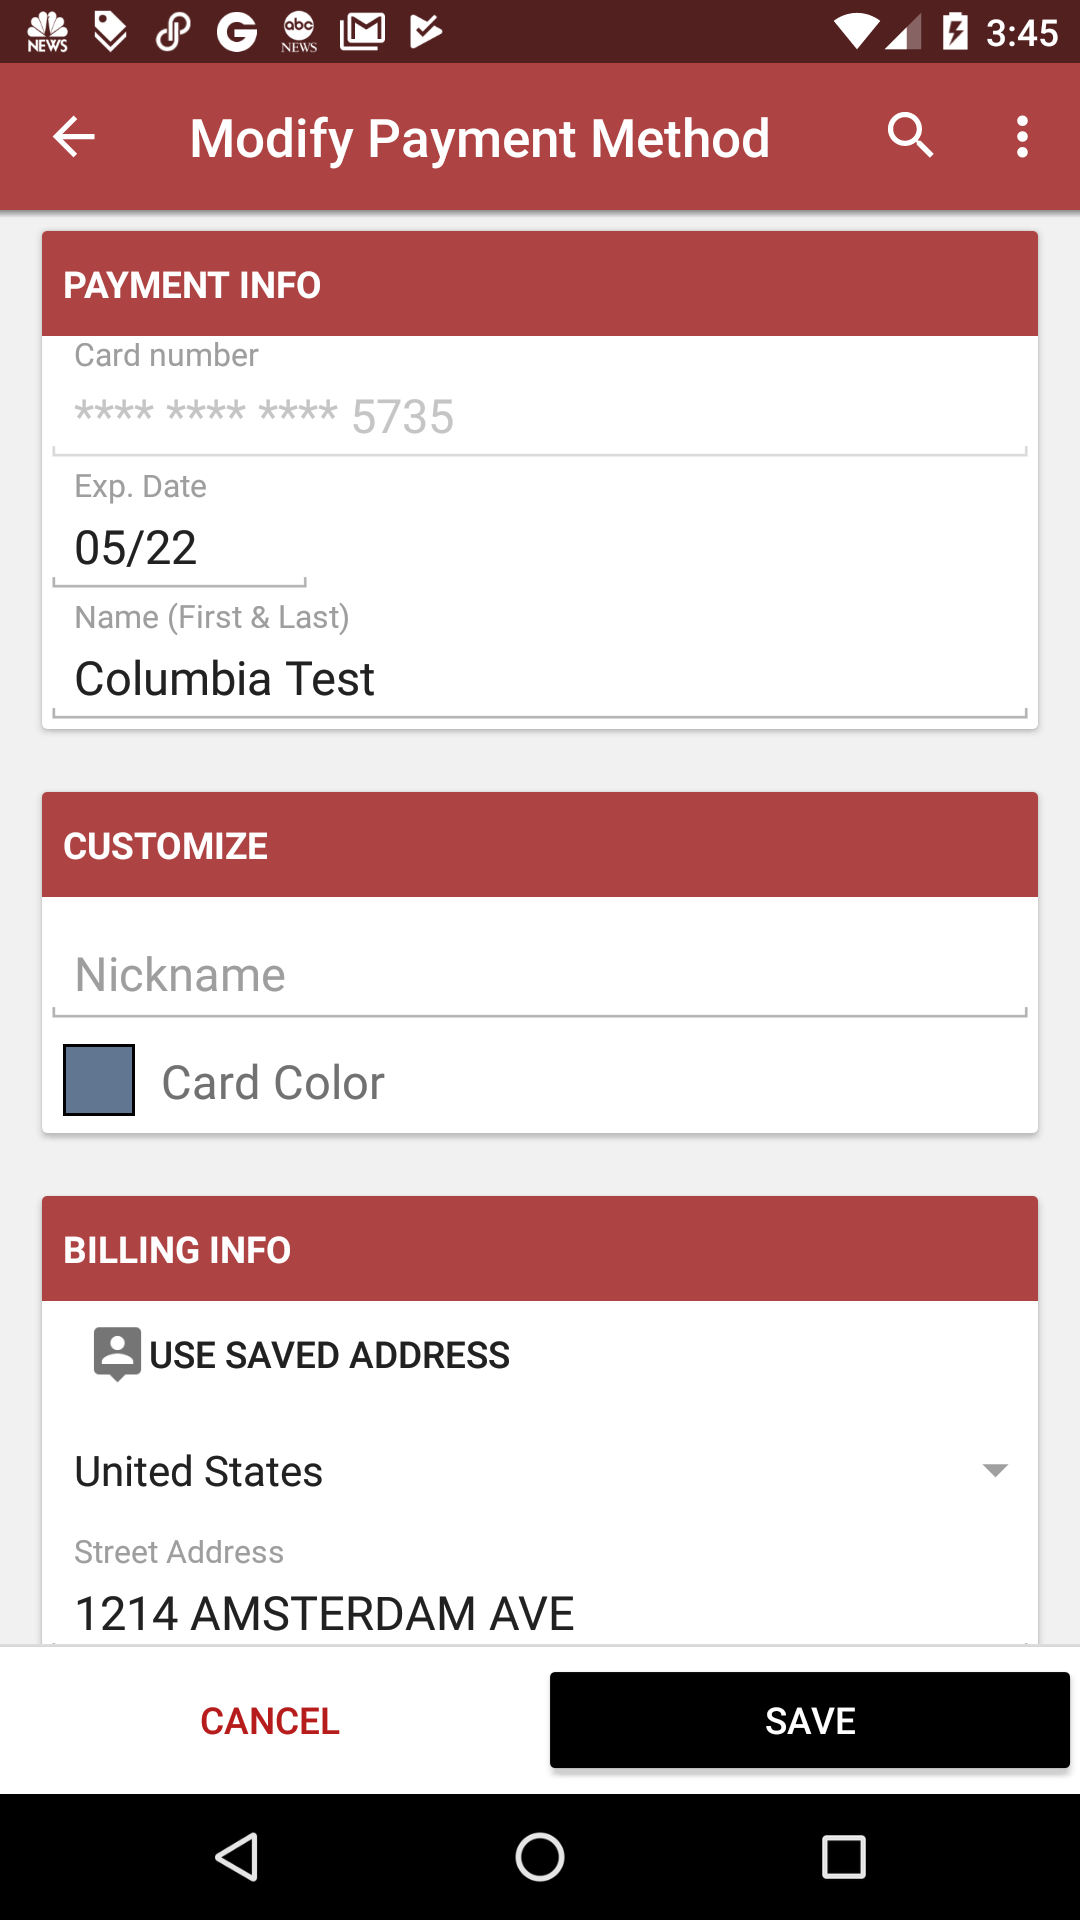 NEWS
abc
NEWS
3:45
Modify Payment Method
PAYMENT INFO
Card number
**** **** **** 5735
Exp. Date
05/22
Name (First & Last)
Columbia Test
CUSTOMIZE
Nickname
Card Color
BILLING INFO
USE SAVED ADDRESS
United States
Street Address
1214 AMSTERDAM AVE
CANCEL
SAVE